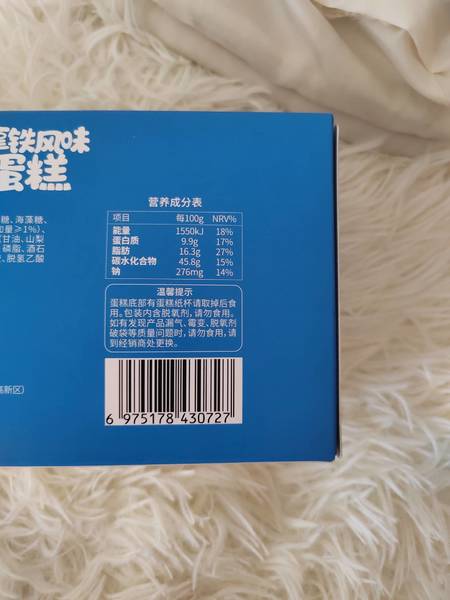 铁风味
蛋糕
糖、海藻糖、
加量≥1%)、
甘油、山梨
磷脂、酒石
、脱氢乙酸
高新区)
营养成分表
项目 每100g NRV%
能量 1550kJ 18%
蛋白质 9.9g 17%
脂肪 16.3g 27%
碳水化合物 45.8g 15%
钠 276mg 14%
温馨提示
蛋糕底部有蛋糕纸杯请取掉后食
用。包装内含脱氧剂,请勿食用。
如有发现产品漏气、霉变、脱氧剂
破袋等质量问题时,请勿食用,请
到经销商处更换。
6 975178 430727